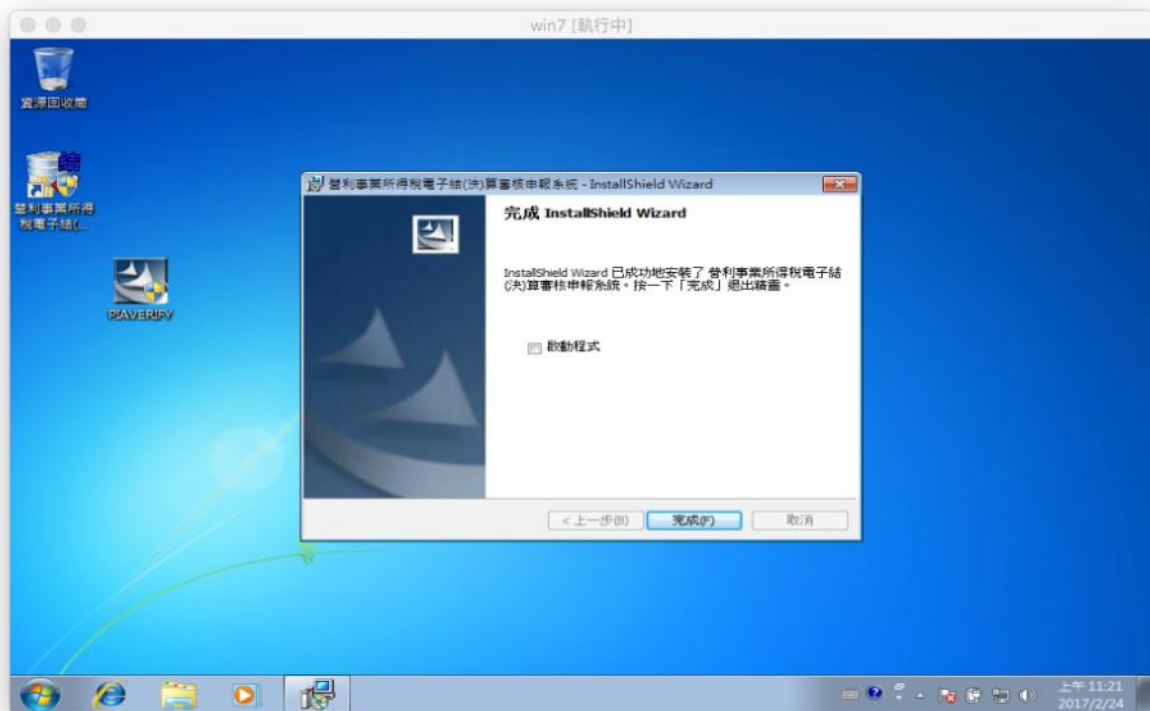 win7 [執行中]
資源回收筒
營利事業所得
稅電子結(...
PIAVERIFY
營利事業所得稅電子結(決)算審核申報系統 - InstallShield Wizard
完成 InstallShield Wizard
InstallShield Wizard 已成功地安裝了 營利事業所得稅電子結
(決)算審核申報系統。按一下「完成」退出精靈。
啟動程式
< 上一步(B)
完成(F)
取消
結
上午 11:21
2017/2/24